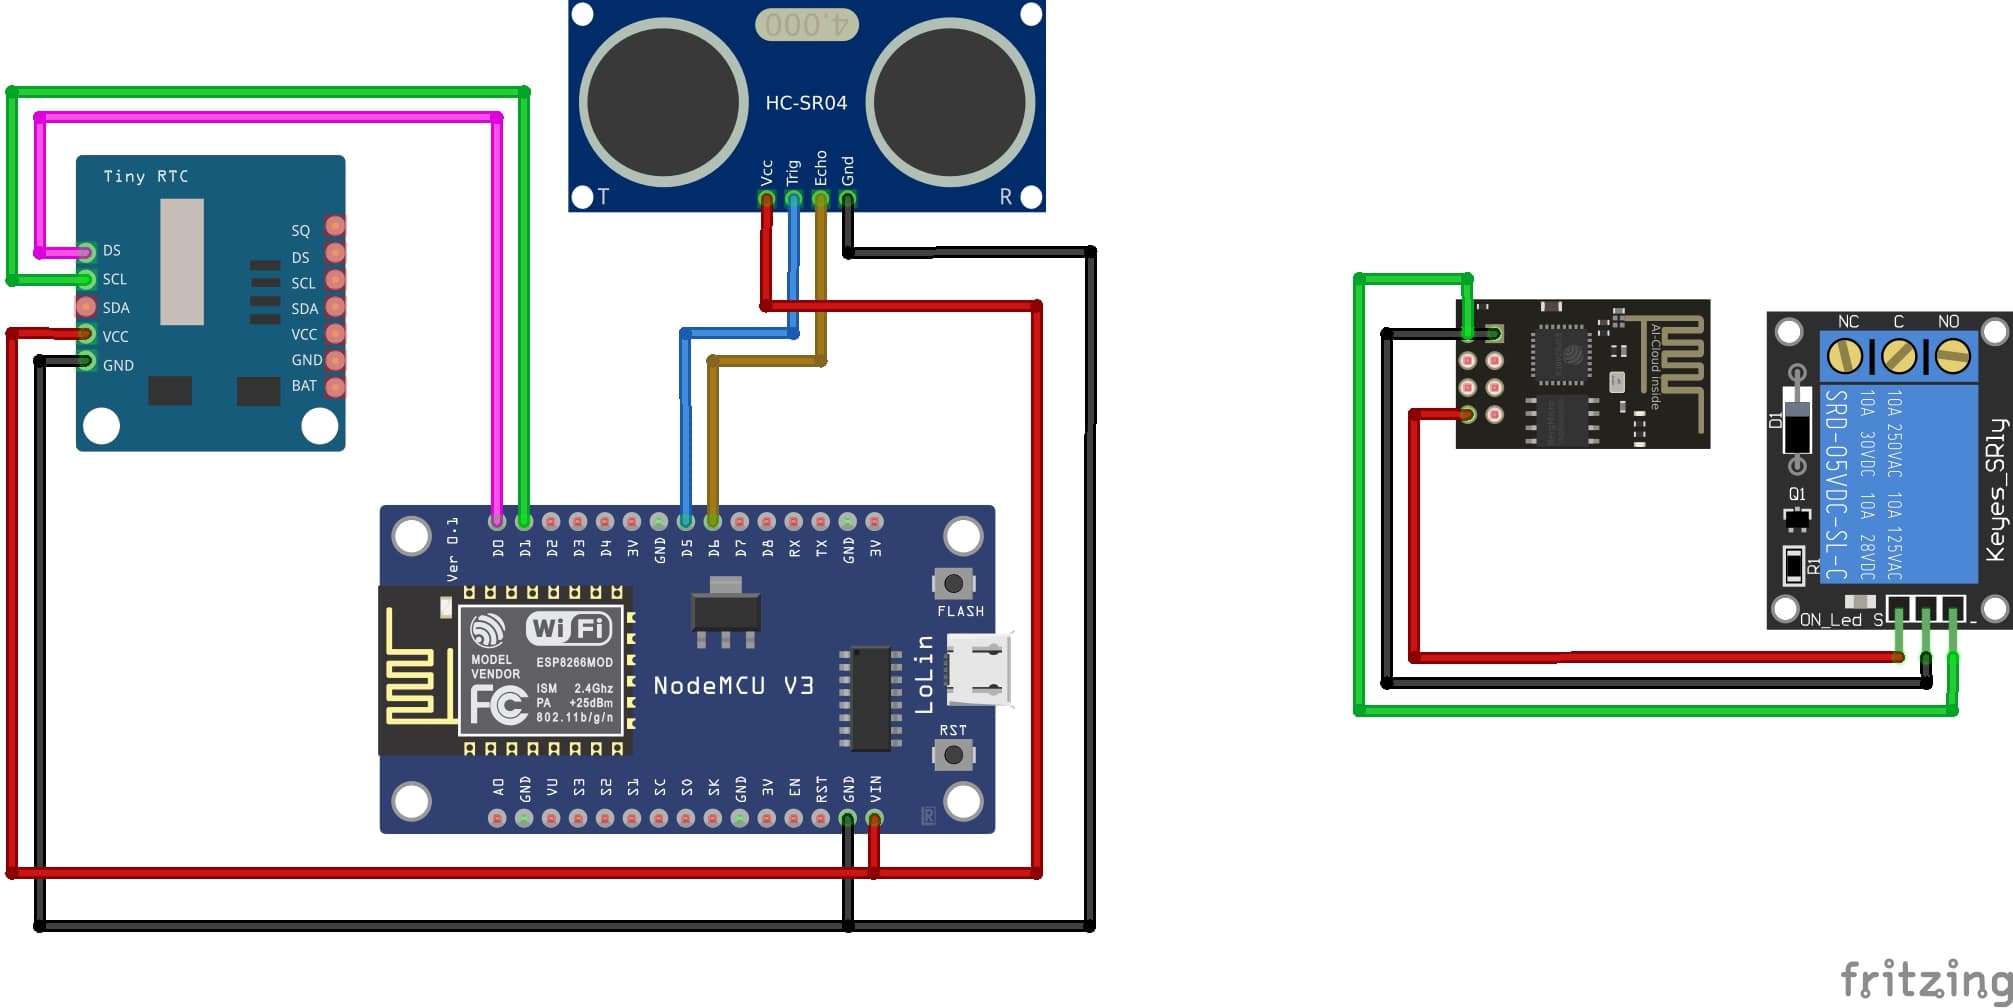 4.000
HC-SR04
Vcc
Trig
Echo
Gnd
T
R
Tiny RTC
DS
SCL
SDA
VCC
GND
SQ
DS
SCL
SDA
VCC
GND
BAT
Ver 0.1
D0
D1
D2
D3
D4
3V
GND
D5
D6
D7
D8
RX
TX
GND
3V
FLASH
WiFi
MODEL
VENDOR
ESP8266MOD
FC
ISM 2.4Ghz
PA +25dBm
802.11b/g/n
NodeMCU V3
LoLin
RST
A0
GND
VU
S3
S2
S1
SC
S0
SK
GND
3V
EN
RST
GND
VIN
R
AI-Cloud inside
NC
C
NO
D1
Q1
R1
SRD-05VDC-SL-C
10A 30VDC 10A 28VDC
10A 250VAC 10A 125VAC
Keyes_SRly
ON_Led
S
-
fritzing